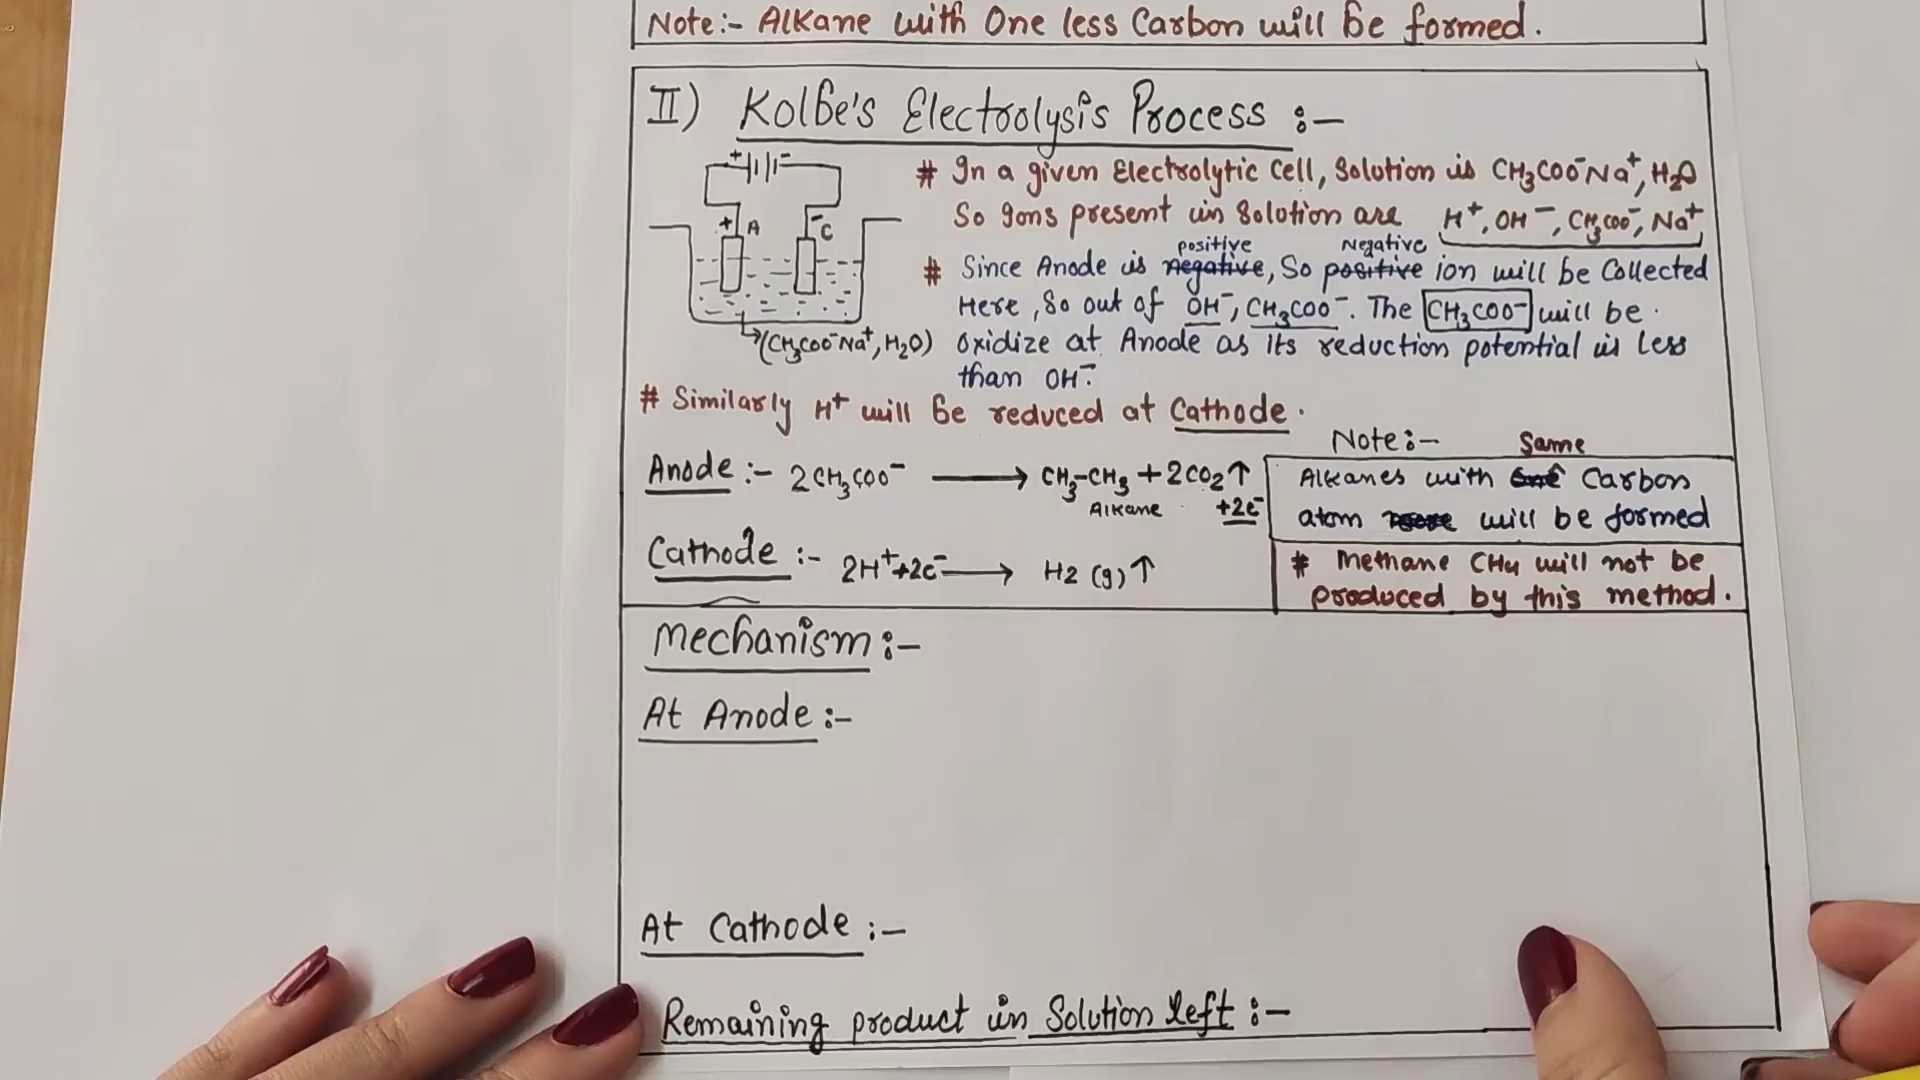 Note:- Alkane with One less Carbon will be formed.
II) Kolbe's Electrolysis Process :-
# In a given Electrolytic Cell, Solution is CH₃COO⁻Na⁺, H₂O
So Ions present in Solution are H⁺, OH⁻, CH₃COO⁻, Na⁺
+ -
+ A - C
(CH₃COO⁻Na⁺, H₂O)
positive Negative
# Since Anode is negative, So positive ion will be Collected
Here, So out of OH⁻, CH₃COO⁻. The CH₃COO⁻ will be.
Oxidize at Anode as its reduction potential is less
than OH⁻.
# Similarly H⁺ will be reduced at Cathode.
Anode :- 2CH₃COO⁻ ⟶ CH₃-CH₃ + 2CO₂↑
Alkane +2e⁻
Cathode :- 2H⁺+2e⁻ ⟶ H2 (g)↑
Note:- Same
Alkanes with one Carbon
atom will be formed
# Methane CH4 will not be
produced by this method.
Mechanism :-
At Anode :-
At Cathode :-
Remaining product in Solution left :-